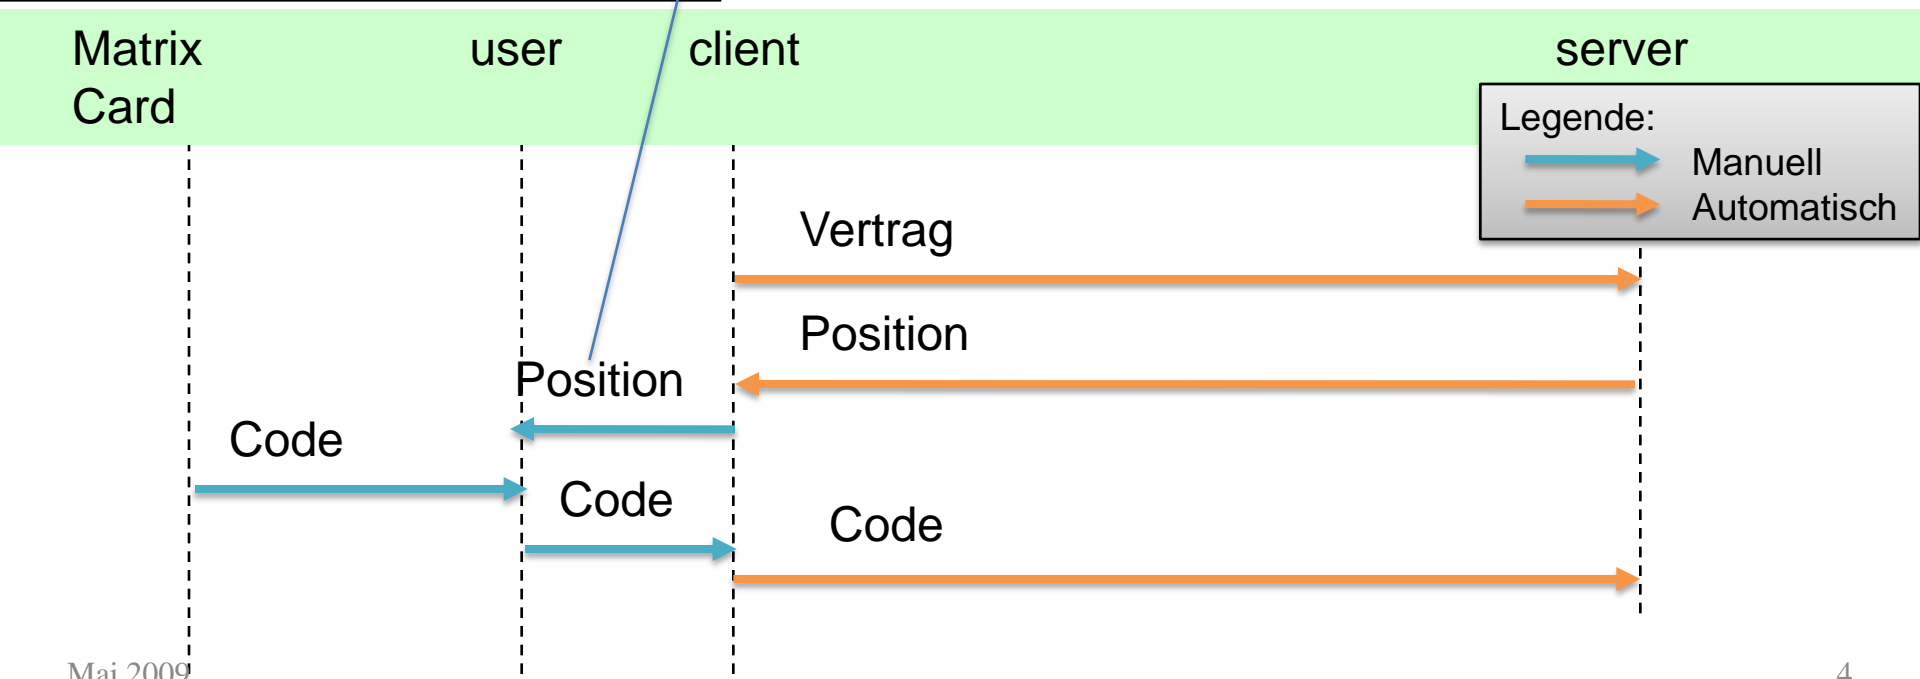 Matrix
Card
user
client
server
Legende:
Manuell
Automatisch
Vertrag
Position
Position
Code
Code
Code
Mai 2009
4